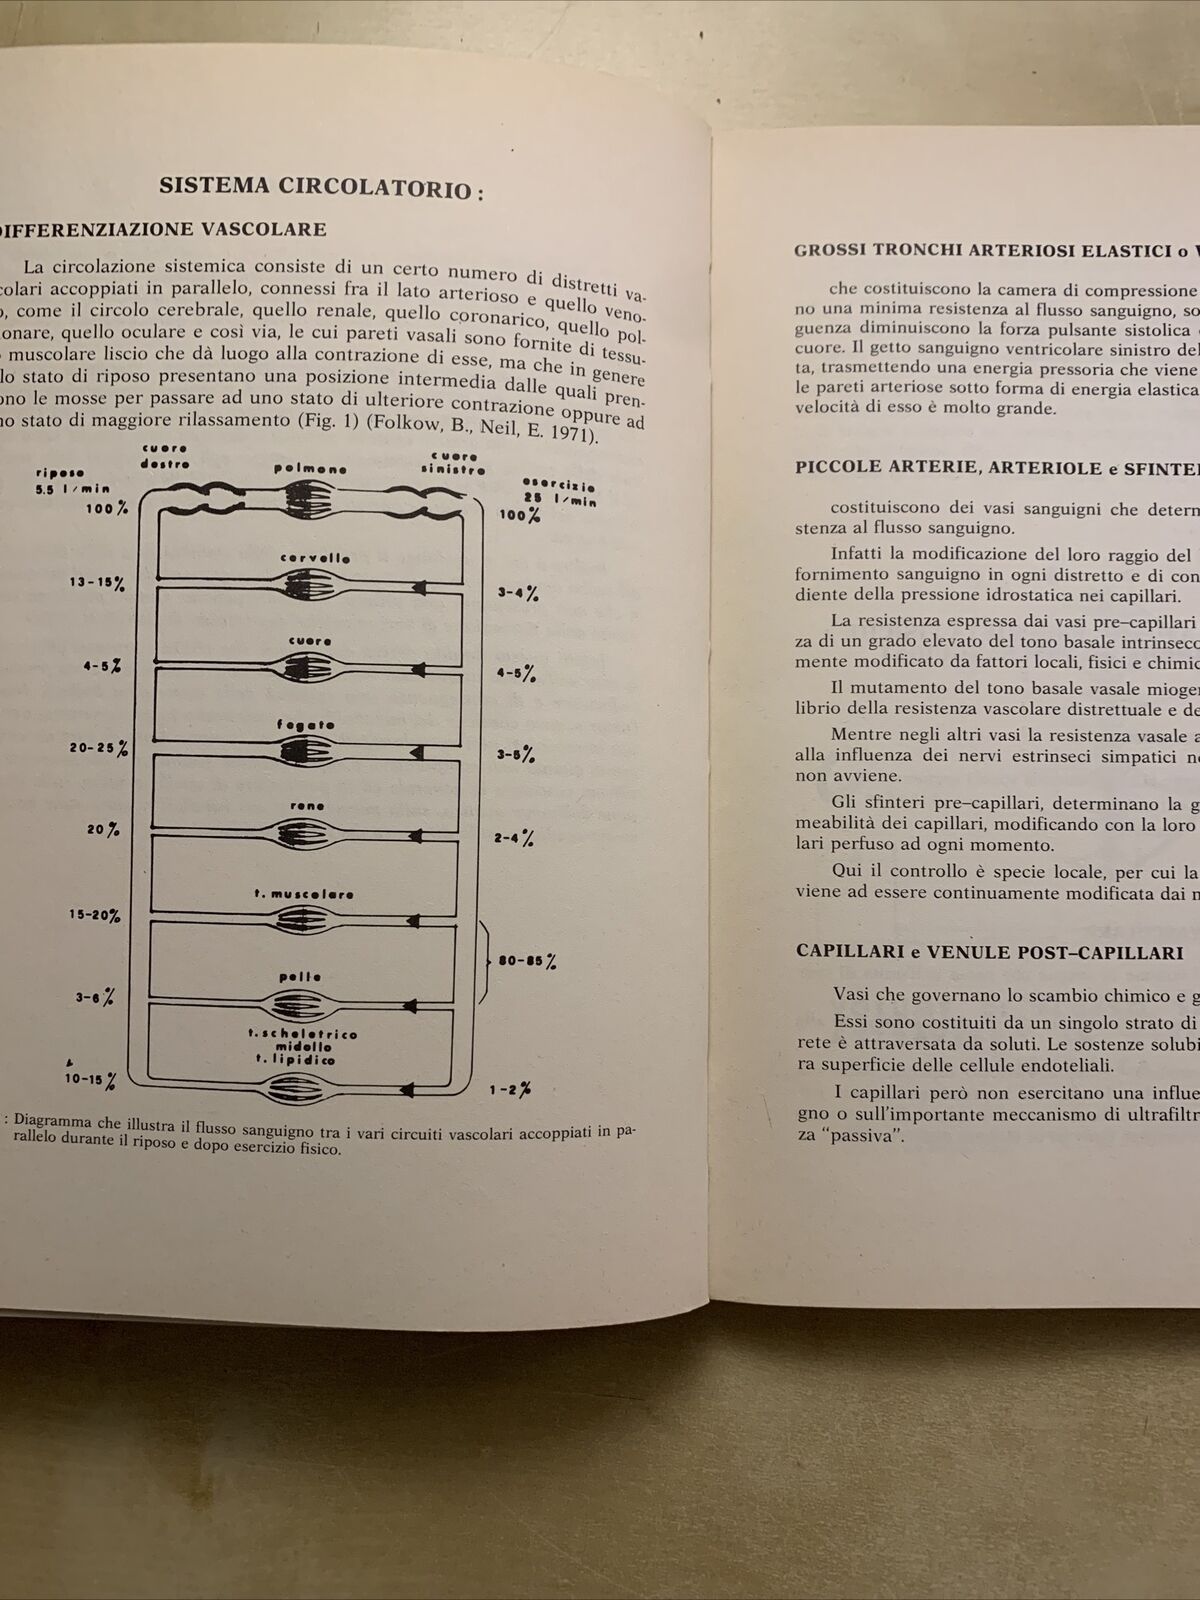 SISTEMA CIRCOLATORIO :
DIFFERENZIAZIONE VASCOLARE
La circolazione sistemica consiste di un certo numero di distretti va-
colari accoppiati in parallelo, connessi fra il lato arterioso e quello veno-
o, come il circolo cerebrale, quello renale, quello coronarico, quello pol-
onare, quello oculare e così via, le cui pareti vasali sono fornite di tessu-
muscolare liscio che dà luogo alla contrazione di esse, ma che in genere
lo stato di riposo presentano una posizione intermedia dalle quali pren-
ono le mosse per passare ad uno stato di ulteriore contrazione oppure ad
no stato di maggiore rilassamento (Fig. 1) (Folkow, B., Neil, E. 1971).
riposo
5.5 l/min
100%
cuore
destro
polmone
cuore
sinistro
esercizio
25 l/min
100%
cervello
13-15%
3-4%
cuore
4-5%
4-5%
fegato
20-25%
3-5%
rene
20%
2-4%
t. muscolare
15-20%
80-85%
pelle
3-6%
t. scheletrico
midollo
t. lipidico
10-15%
1-2%
: Diagramma che illustra il flusso sanguigno tra i vari circuiti vascolari accoppiati in pa-
rallelo durante il riposo e dopo esercizio fisico.
GROSSI TRONCHI ARTERIOSI ELASTICI o V
che costituiscono la camera di compressione
no una minima resistenza al flusso sanguigno, so
guenza diminuiscono la forza pulsante sistolica
cuore. Il getto sanguigno ventricolare sinistro del
ta, trasmettendo una energia pressoria che viene
le pareti arteriose sotto forma di energia elastica
velocità di esso è molto grande.
PICCOLE ARTERIE, ARTERIOLE e SFINTE
costituiscono dei vasi sanguigni che determ
stenza al flusso sanguigno.
Infatti la modificazione del loro raggio del
fornimento sanguigno in ogni distretto e di con
diente della pressione idrostatica nei capillari.
La resistenza espressa dai vasi pre–capillari
za di un grado elevato del tono basale intrinseco
mente modificato da fattori locali, fisici e chimic
Il mutamento del tono basale vasale mioger
librio della resistenza vascolare distrettuale e de
Mentre negli altri vasi la resistenza vasale a
alla influenza dei nervi estrinseci simpatici n
non avviene.
Gli sfinteri pre–capillari, determinano la g
meabilità dei capillari, modificando con la loro
lari perfuso ad ogni momento.
Qui il controllo è specie locale, per cui la
viene ad essere continuamente modificata dai n
CAPILLARI e VENULE POST–CAPILLARI
Vasi che governano lo scambio chimico e g
Essi sono costituiti da un singolo strato di
rete è attraversata da soluti. Le sostenze solubi
ra superficie delle cellule endoteliali.
I capillari però non esercitano una influe
gno o sull'importante meccanismo di ultrafiltr
za “passiva”.